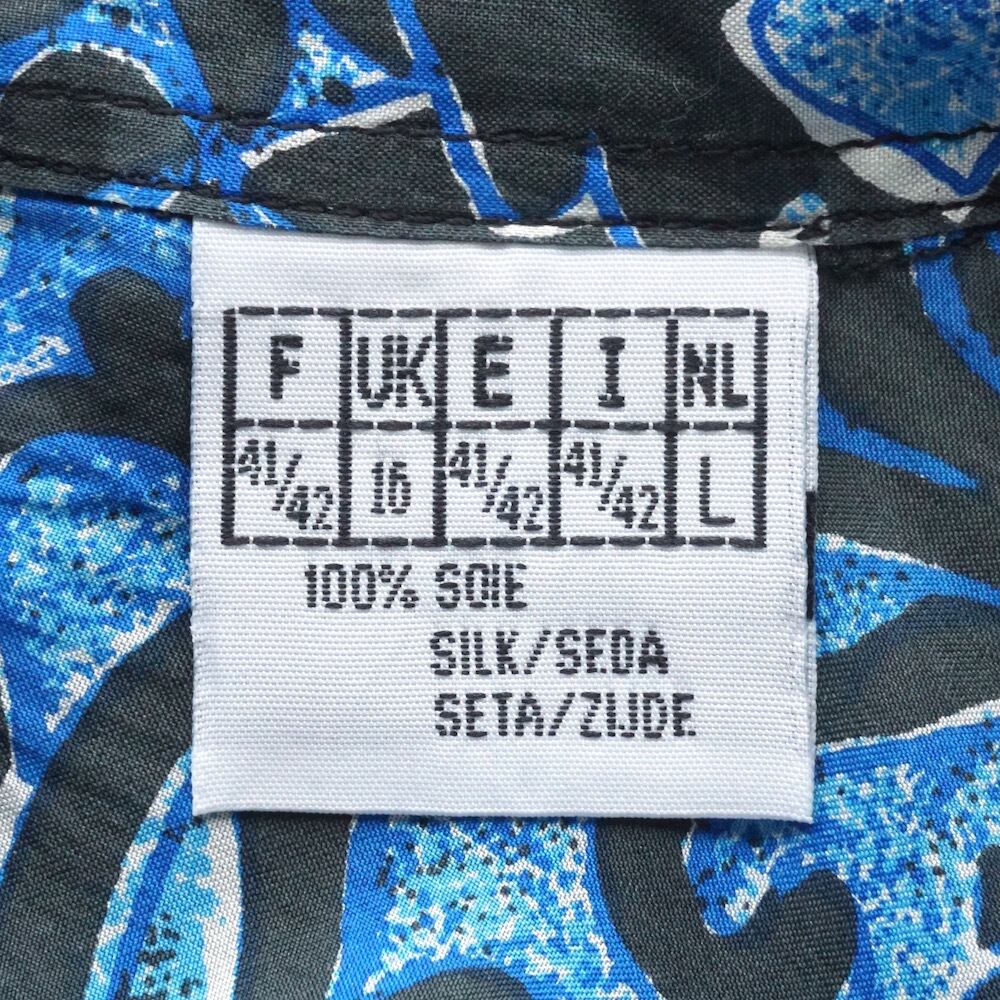 F UK E I NL
41/42 16 41/42 41/42 L
100% SOIE
SILK/SEDA
SETA/ZIJDE